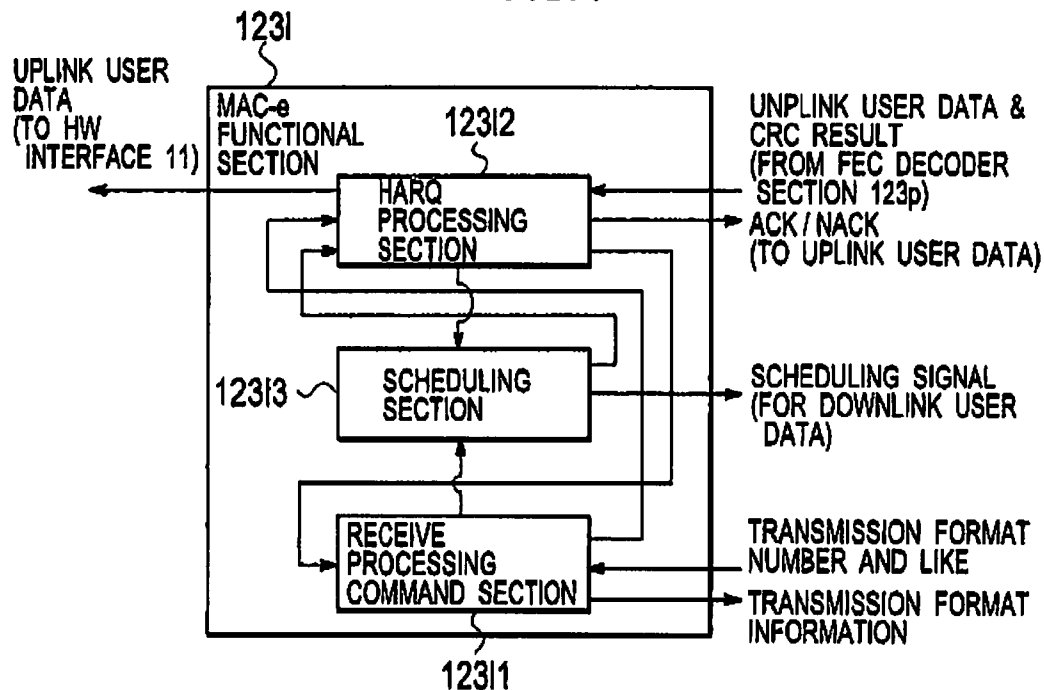 123l
UPLINK USER
DATA
(TO HW
INTERFACE 11)
MAC-e
FUNCTIONAL
SECTION
123l2
HARQ
PROCESSING
SECTION
UNPLINK USER DATA &
CRC RESULT
(FROM FEC DECODER
SECTION 123p)
ACK / NACK
(TO UPLINK USER DATA)
123l3
SCHEDULING
SECTION
SCHEDULING SIGNAL
(FOR DOWNLINK USER
DATA)
RECEIVE
PROCESSING
COMMAND SECTION
TRANSMISSION FORMAT
NUMBER AND LIKE
TRANSMISSION FORMAT
INFORMATION
123l1